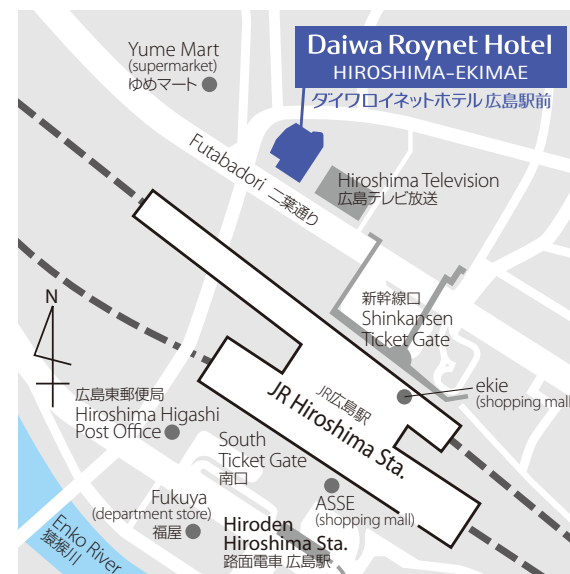 Daiwa Roynet Hotel
HIROSHIMA-EKIMAE
ダイワロイネットホテル広島駅前
Yume Mart
(supermarket)
ゆめマート
Futabadori 二葉通り
Hiroshima Television
広島テレビ放送
新幹線口
Shinkansen
Ticket Gate
N
ekie
(shopping mall
JR広島駅
JR Hiroshima Sta.
広島東郵便局
Hiroshima Higashi
Post Office
South
Ticket Gate
南口
ASSE
(shopping mall)
Fukuya
(department store)
福屋
Hiroden
Hiroshima Sta.
路面電車 広島駅
Enko River
猿猴川